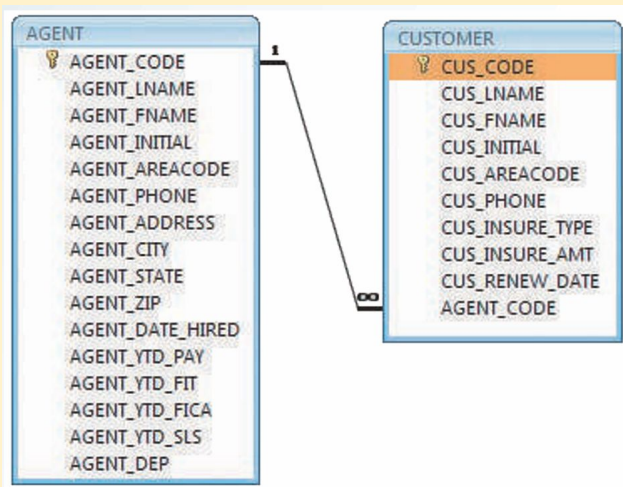 AGENT
AGENT_CODE
AGENT_LNAME
AGENT_FNAME
AGENT_INITIAL
AGENT_AREACODE
AGENT_PHONE
AGENT_ADDRESS
AGENT_CITY
AGENT_STATE
AGENT_ZIP
AGENT_DATE_HIRED
AGENT_YTD_PAY
AGENT_YTD_FIT
AGENT_YTD_FICA
AGENT_YTD_SLS
AGENT_DEP
1
∞
CUSTOMER
CUS_CODE
CUS_LNAME
CUS_FNAME
CUS_INITIAL
CUS_AREACODE
CUS_PHONE
CUS_INSURE_TYPE
CUS_INSURE_AMT
CUS_RENEW_DATE
AGENT_CODE